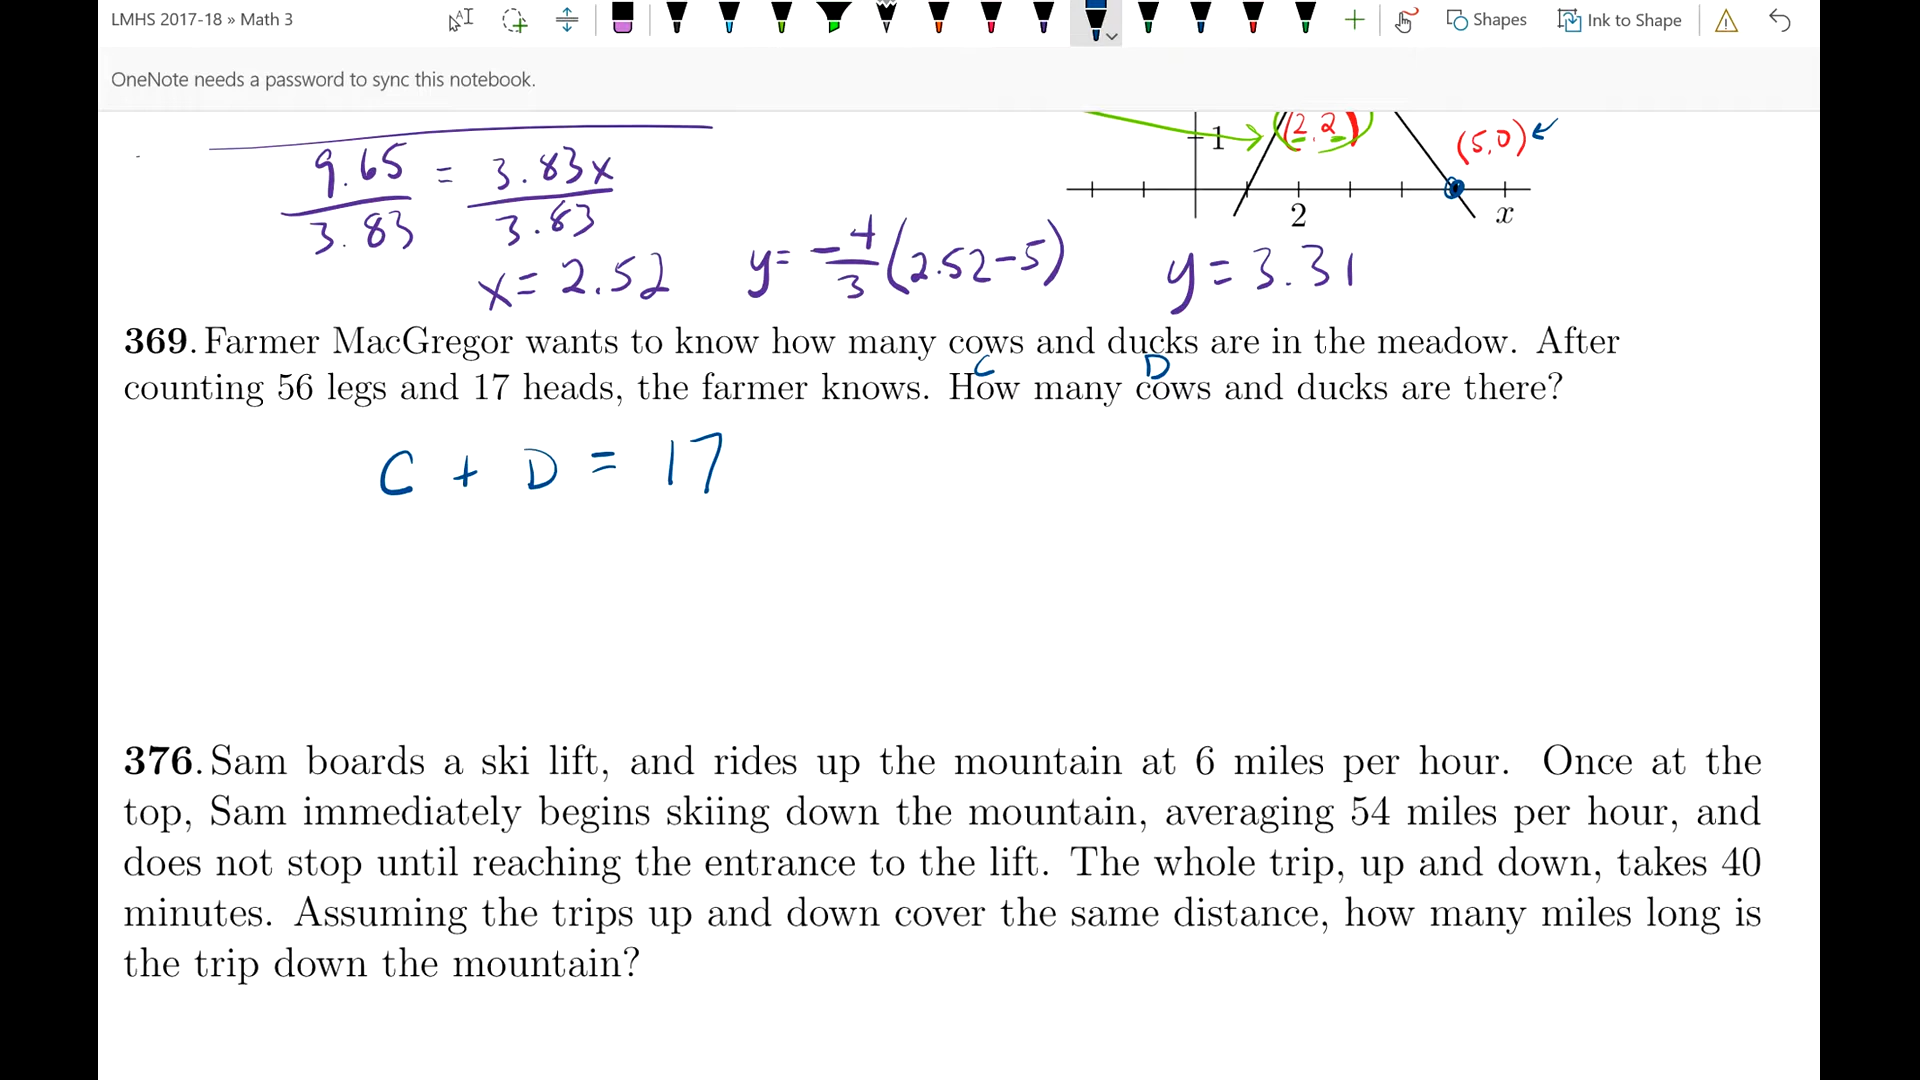 LMHS 2017-18 » Math 3
Shapes
Ink to Shape
OneNote needs a password to sync this notebook.
9.65 / 3.83 = 3.83x / 3.83
1 (2,2) (5,0)
2 x
x = 2.52 y = -4/3 (2.52-5) y = 3.31
369. Farmer MacGregor wants to know how many cows and ducks are in the meadow. After
C D
counting 56 legs and 17 heads, the farmer knows. How many cows and ducks are there?
C + D = 17
376. Sam boards a ski lift, and rides up the mountain at 6 miles per hour. Once at the
top, Sam immediately begins skiing down the mountain, averaging 54 miles per hour, and
does not stop until reaching the entrance to the lift. The whole trip, up and down, takes 40
minutes. Assuming the trips up and down cover the same distance, how many miles long is
the trip down the mountain?